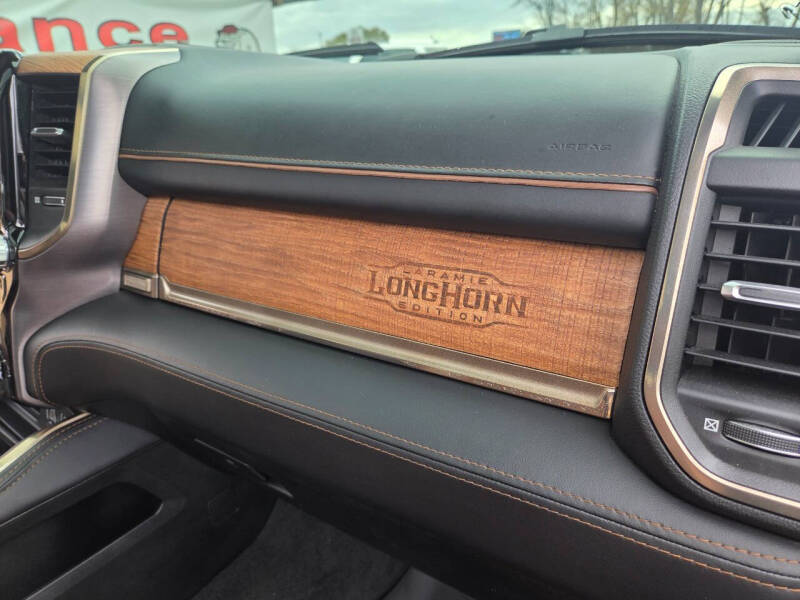 ance
AIRBAG
LARAMIE
LONGHORN
EDITION